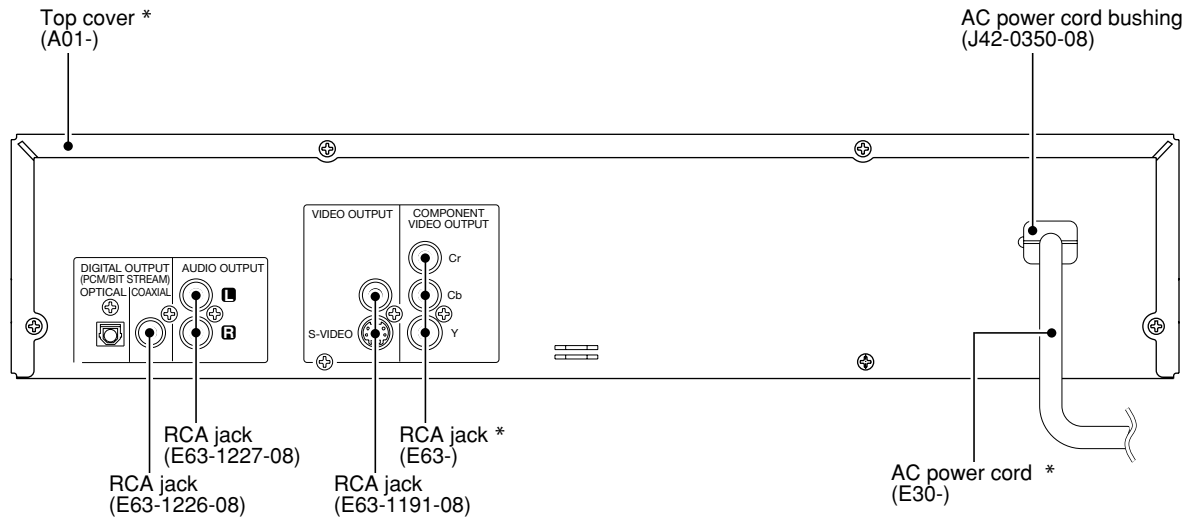 Top cover *
(A01-)
AC power cord bushing
(J42-0350-08)
VIDEO OUTPUT
COMPONENT
VIDEO OUTPUT
Cr
Cb
Y
S-VIDEO
DIGITAL OUTPUT
(PCM/BIT STREAM)
OPTICAL
COAXIAL
AUDIO OUTPUT
L
R
RCA jack
(E63-1227-08)
RCA jack *
(E63-)
RCA jack
(E63-1226-08)
RCA jack
(E63-1191-08)
AC power cord *
(E30-)